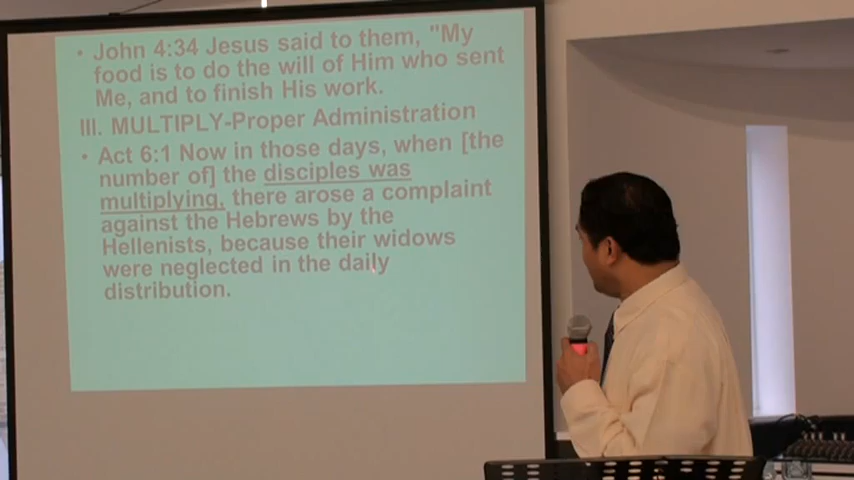 • John 4:34 Jesus said to them, "My
food is to do the will of Him who sent
Me, and to finish His work.
III. MULTIPLY-Proper Administration
• Act 6:1 Now in those days, when [the
number of] the disciples was
multiplying, there arose a complaint
against the Hebrews by the
Hellenists, because their widows
were neglected in the daily
distribution.